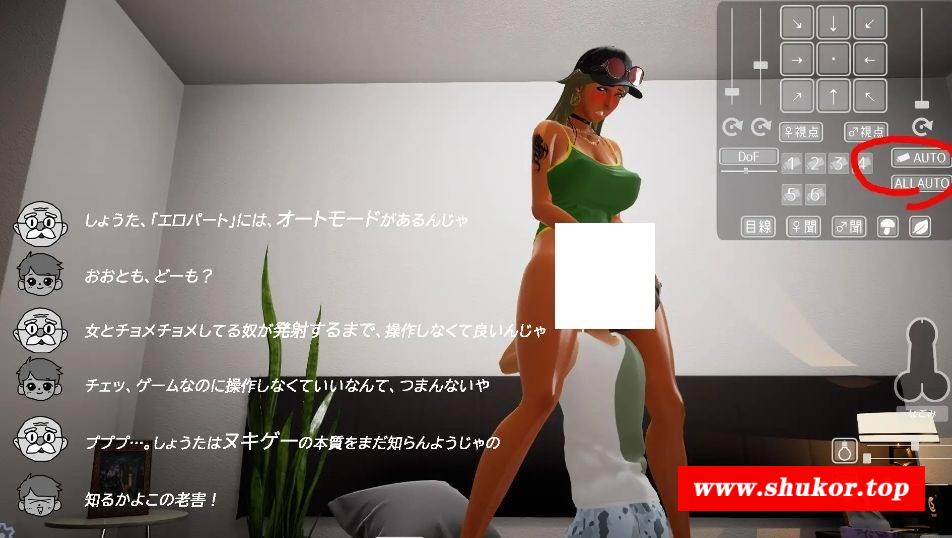 ♀視点 ♂視点
DoF 1 2 3 4 AUTO
ALLAUTO
5 6
目線 ♀聞 ♂聞
しょうた、「エロパート」には、オートモードがあるんじゃ
おおとも、どーも？
女とチョメチョメしてる奴が発射するまで、操作しなくて良いんじゃ
チェッ、ゲームなのに操作しなくていいなんて、つまんないや
なごみ
プププ…。しょうたはヌキゲーの本質をまだ知らんようじゃの
知るかよこの老害！
www.shukor.top